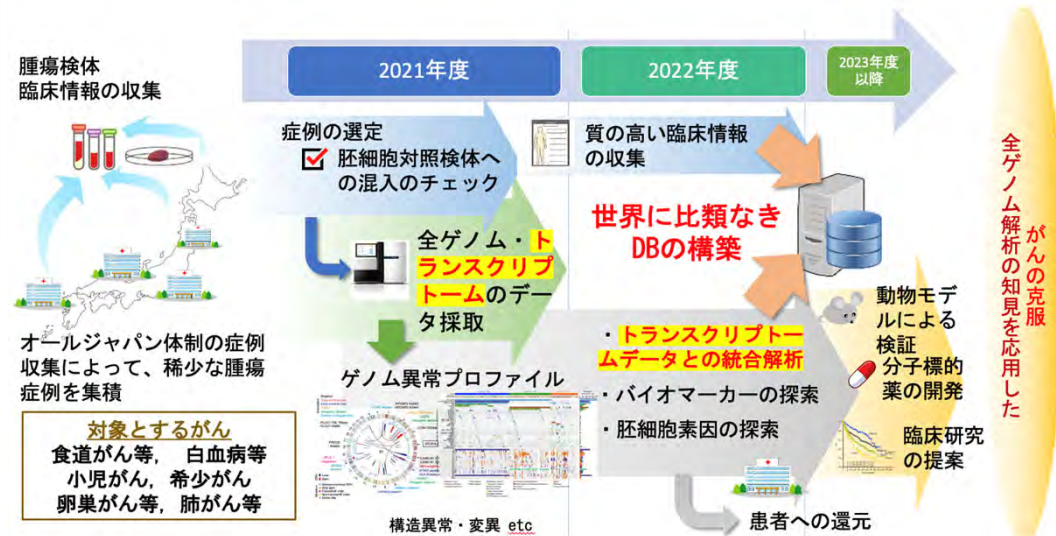 腫瘍検体
臨床情報の収集
オールジャパン体制の症例
収集によって、稀少な腫瘍
症例を集積
対象とするがん
食道がん等, 白血病等
小児がん, 希少がん
卵巣がん等, 肺がん等
2021年度
2022年度
2023年度
以降
症例の選定
胚細胞対照検体へ
の混入のチェック
全ゲノム・ト
ランスクリプ
トームのデー
タ採取
ゲノム異常プロファイル
構造異常・変異 etc
質の高い臨床情報
の収集
世界に比類なき
DBの構築
・トランスクリプト
ームデータとの統合解析
・バイオマーカーの探索
・胚細胞素因の探索
患者への還元
動物モデ
ルによる
検証
分子標的
薬の開発
臨床研究
の提案
全ゲノム解析の知見を応用した
がんの克服